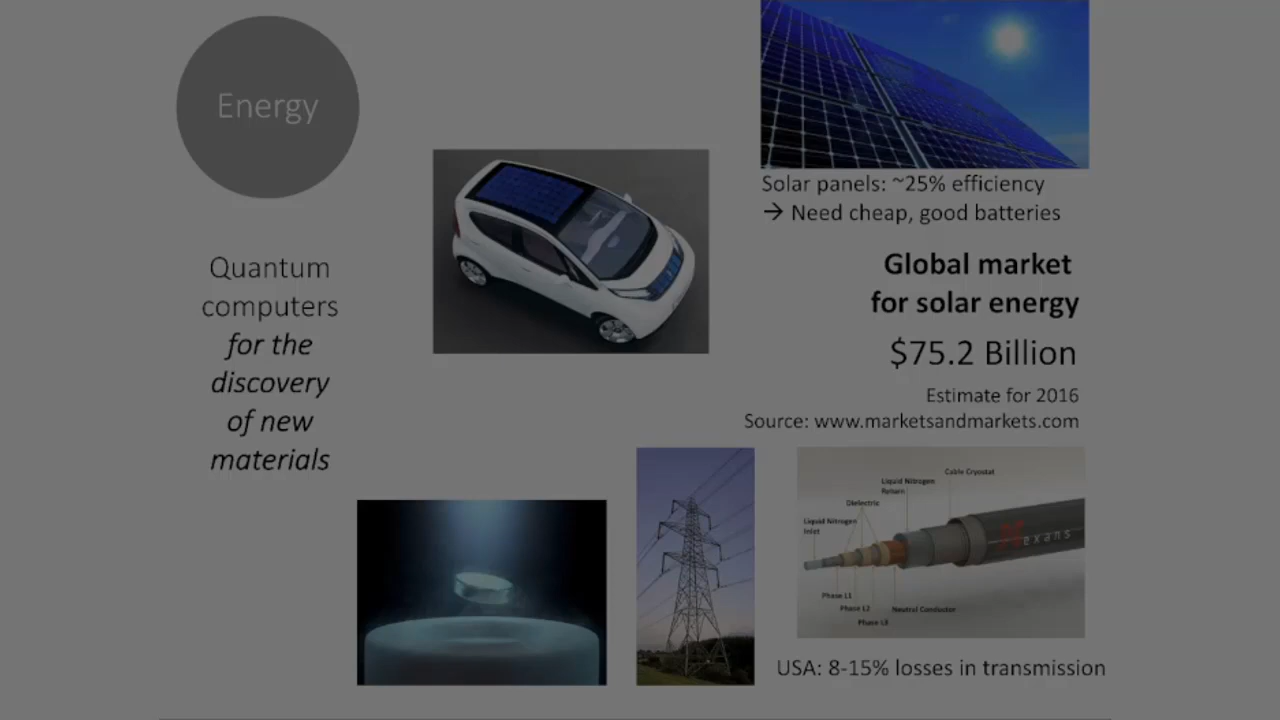 Energy
Quantum
computers
for the
discovery
of new
materials
Solar panels: ~25% efficiency
→ Need cheap, good batteries
Global market
for solar energy
$75.2 Billion
Estimate for 2016
Source: www.marketsandmarkets.com
Cable Cryostat
Liquid Nitrogen
Return
Dielectric
Liquid Nitrogen
Inlet
Nexans
Phase L1
Phase L2
Neutral Conductor
Phase L3
USA: 8-15% losses in transmission